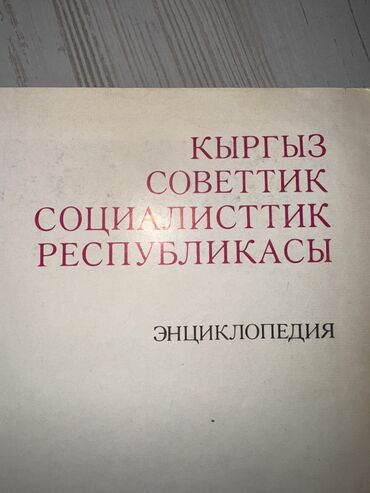 КЫРГЫЗ
СОВЕТТИК
СОЦИАЛИСТТИК
РЕСПУБЛИКАСЫ
ЭНЦИКЛОПЕДИЯ